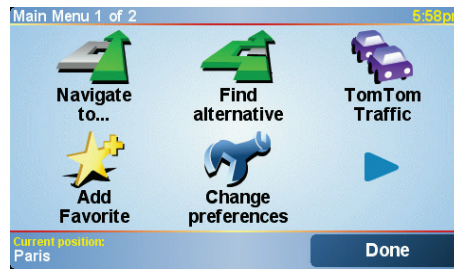 Main Menu 1 of 2
5:58p
Navigate
to...
Find
alternative
TomTom
Traffic
Add
Favorite
Change
preferences
Current position:
Paris
Done